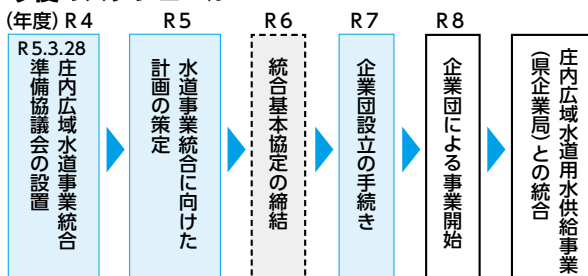 (年度) R4
R5
R6
R7
R8
R5.3.28
庄内広域水道事業統合
準備協議会の設置
水道事業統合に向けた
計画の策定
統合基本協定の締結
企業団設立の手続き
企業団による事業開始
庄内広域水道用水供給事業
(県企業局)との統合